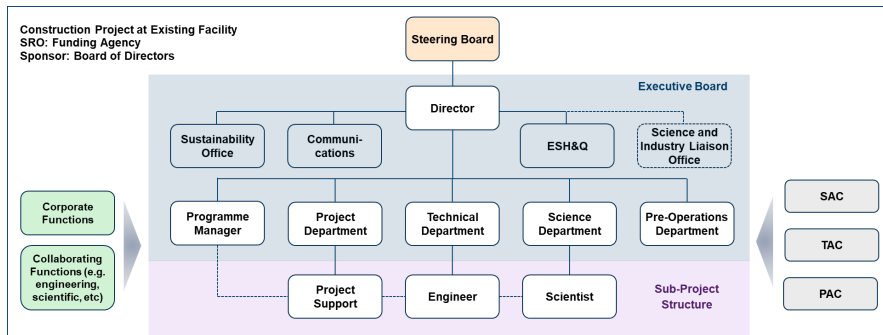 Construction Project at Existing Facility
SRO: Funding Agency
Sponsor: Board of Directors
Steering Board
Executive Board
Director
Sustainability
Office
Communi-
cations
ESH&Q
Science and
Industry Liaison
Office
Corporate
Functions
Collaborating
Functions (e.g.
engineering,
scientific, etc)
Programme
Manager
Project
Department
Technical
Department
Science
Department
Pre-Operations
Department
SAC
TAC
PAC
Project
Support
Engineer
Scientist
Sub-Project
Structure